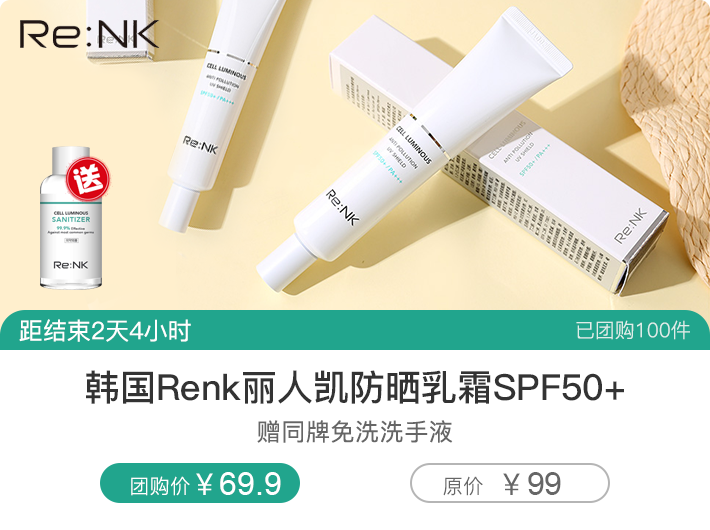 Re:NK
CELL LUMINOUS
ANTI POLLUTION
UV SHIELD
SPF50+/PA+++
Re:NK
CELL LUMINOUS
ANTI POLLUTION
UV SHIELD
SPF50+/PA+++
Re:NK
CELL LUMINOUS
ANTI POLLUTION
UV SHIELD
SPF50+/PA+++
Re:NK
送
CELL LUMINOUS
SANITIZER
99.9% Effective
Against most common germs
Re:NK
距结束2天4小时
已团购100件
韩国Renk丽人凯防晒乳霜SPF50+
赠同牌免洗洗手液
团购价 ¥69.9
原价 ¥99